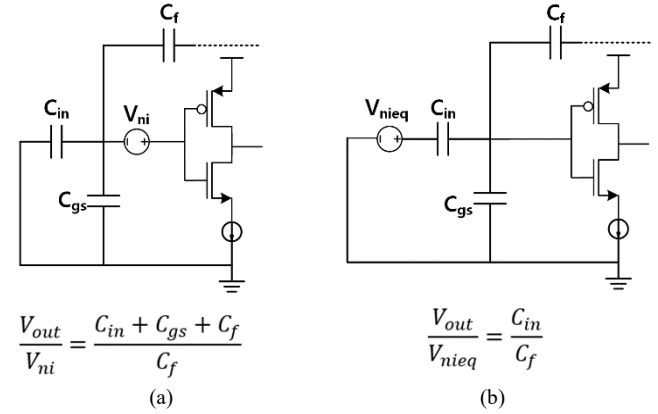 C_f
C_in
V_ni
C_gs
V_out / V_ni = (C_in + C_gs + C_f) / C_f
(a)
C_f
V_nieq
C_in
C_gs
V_out / V_nieq = C_in / C_f
(b)